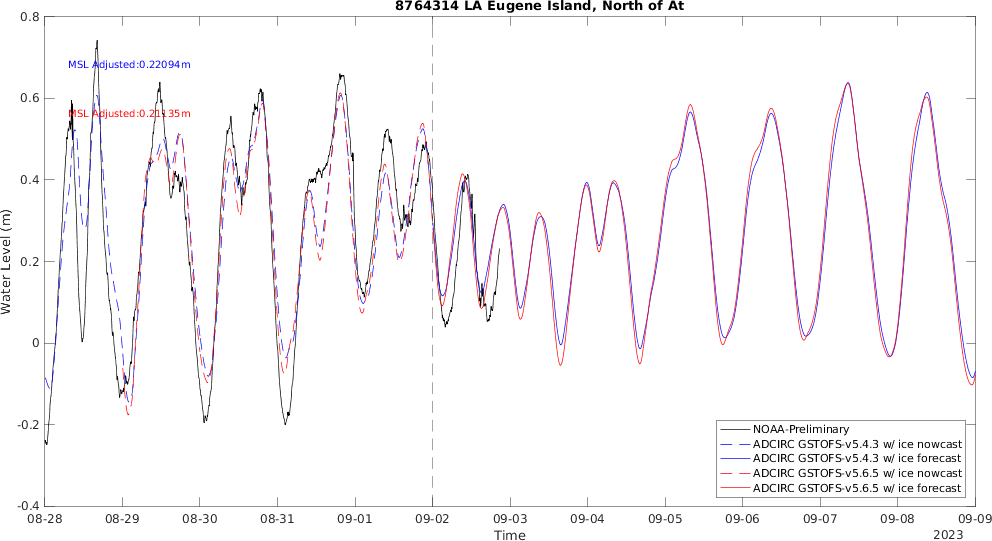 8764314 LA Eugene Island, North of At
MSL Adjusted:0.22094m
MSL Adjusted:0.21135m
Water Level (m)
0.8
0.6
0.4
0.2
0
-0.2
-0.4
NOAA-Preliminary
ADCIRC GSTOFS-v5.4.3 w/ ice nowcast
ADCIRC GSTOFS-v5.4.3 w/ ice forecast
ADCIRC GSTOFS-v5.6.5 w/ ice nowcast
ADCIRC GSTOFS-v5.6.5 w/ ice forecast
08-28 08-29 08-30 08-31 09-01 09-02 09-03 09-04 09-05 09-06 09-07 09-08 09-09
Time
2023